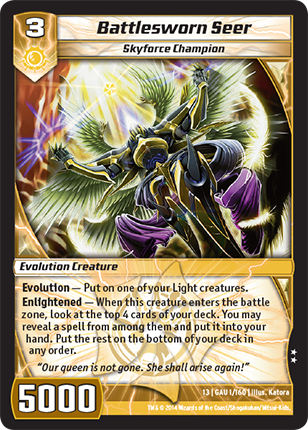 3
Battlesworn Seer
Skyforce Champion
Evolution Creature
Evolution — Put on one of your Light creatures.
Enlightened — When this creature enters the battle
zone, look at the top 4 cards of your deck. You may
reveal a spell from among them and put it into your
hand. Put the rest on the bottom of your deck in
any order.
"Our queen is not gone. She shall arise again!"
5000
13 | GAU 1/160 | Illus. Katora
TM & © 2014 Wizards of the Coast/Shogakukan/Mitsui-Kids.